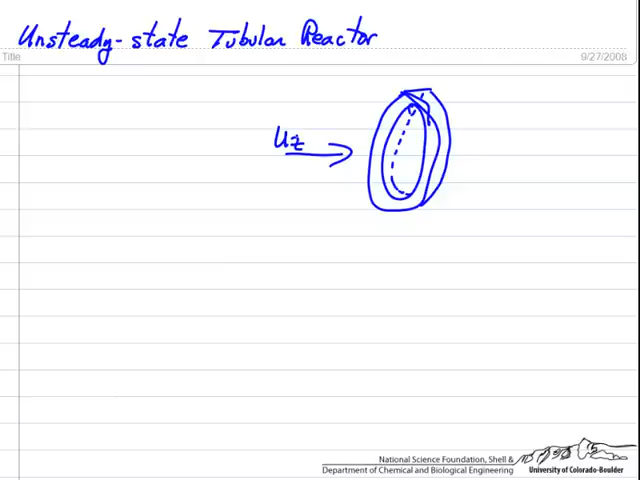 Unsteady-state Tubular Reactor
Title 9/27/2008
Uz
National Science Foundation, Shell &
Department of Chemical and Biological Engineering
University of Colorado-Boulder